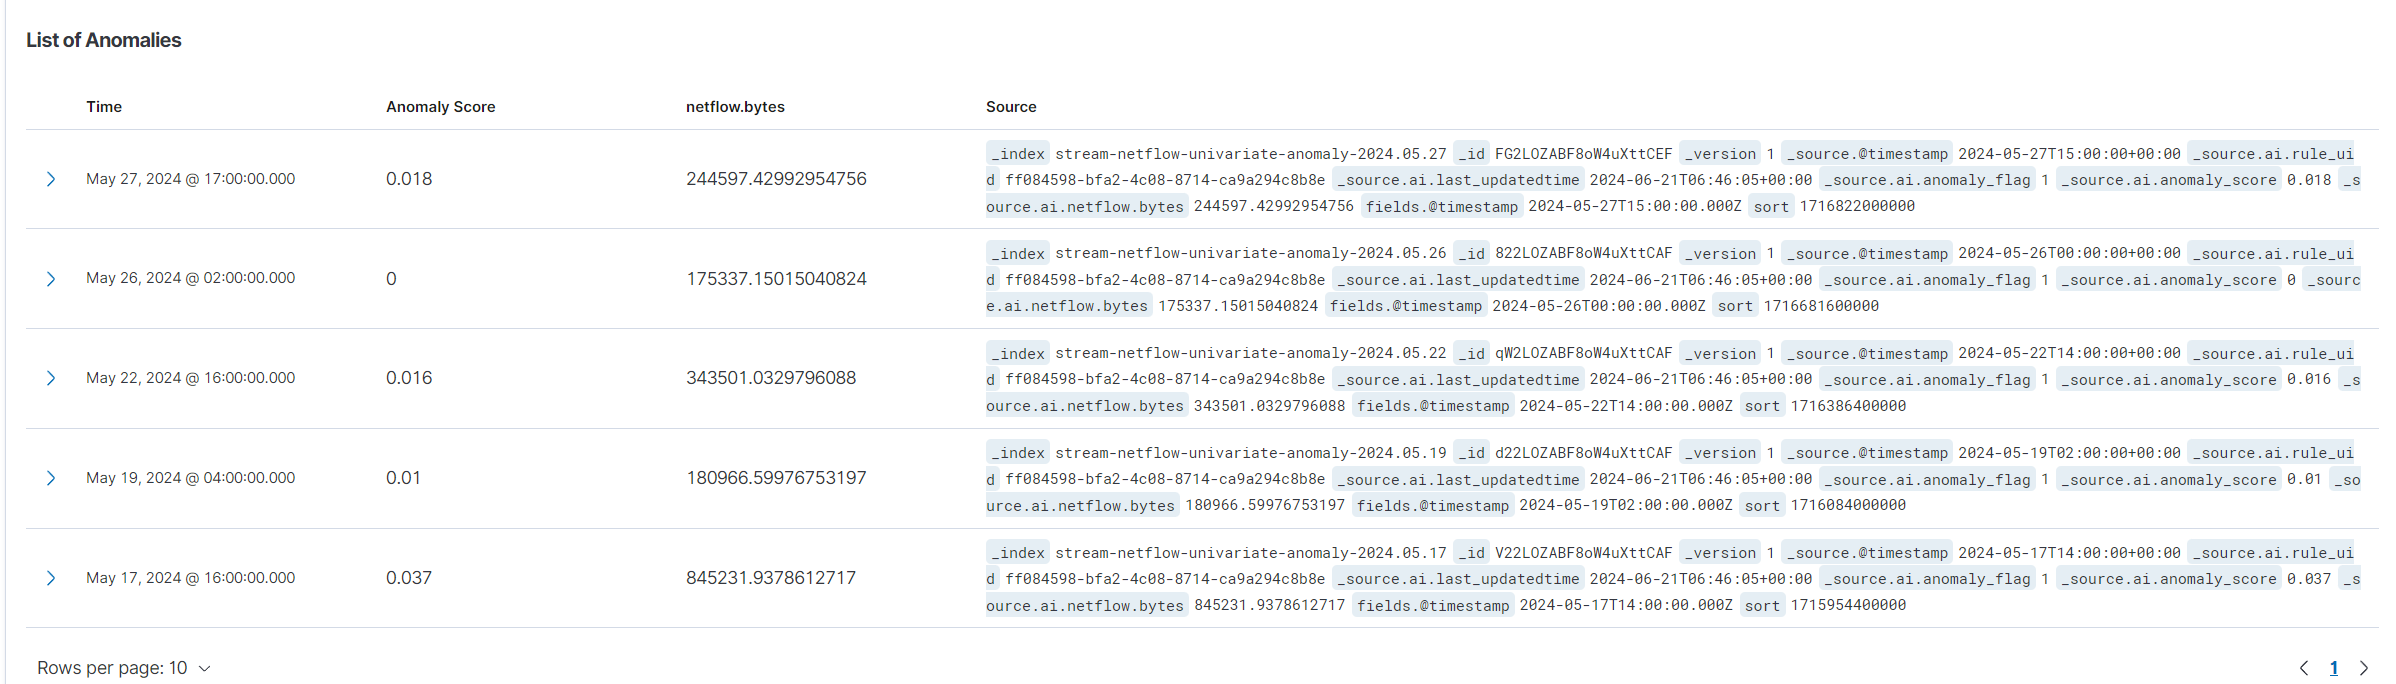 List of Anomalies
Time Anomaly Score netflow.bytes Source
May 27, 2024 @ 17:00:00.000 0.018 244597.42992954756
_index stream-netflow-univariate-anomaly-2024.05.27 _id FG2LOZABF8oW4uXttCEF _version 1 _source.@timestamp 2024-05-27T15:00:00+00:00 _source.ai.rule_ui
d ff084598-bfa2-4c08-8714-ca9a294c8b8e _source.ai.last_updatedtime 2024-06-21T06:46:05+00:00 _source.ai.anomaly_flag 1 _source.ai.anomaly_score 0.018 _s
ource.ai.netflow.bytes 244597.42992954756 fields.@timestamp 2024-05-27T15:00:00.000Z sort 1716822000000
May 26, 2024 @ 02:00:00.000 0 175337.15015040824
_index stream-netflow-univariate-anomaly-2024.05.26 _id 822LOZABF8oW4uXttCAF _version 1 _source.@timestamp 2024-05-26T00:00:00+00:00 _source.ai.rule_ui
d ff084598-bfa2-4c08-8714-ca9a294c8b8e _source.ai.last_updatedtime 2024-06-21T06:46:05+00:00 _source.ai.anomaly_flag 1 _source.ai.anomaly_score 0 _sourc
e.ai.netflow.bytes 175337.15015040824 fields.@timestamp 2024-05-26T00:00:00.000Z sort 1716681600000
May 22, 2024 @ 16:00:00.000 0.016 343501.0329796088
_index stream-netflow-univariate-anomaly-2024.05.22 _id qW2LOZABF8oW4uXttCAF _version 1 _source.@timestamp 2024-05-22T14:00:00+00:00 _source.ai.rule_ui
d ff084598-bfa2-4c08-8714-ca9a294c8b8e _source.ai.last_updatedtime 2024-06-21T06:46:05+00:00 _source.ai.anomaly_flag 1 _source.ai.anomaly_score 0.016 _s
ource.ai.netflow.bytes 343501.0329796088 fields.@timestamp 2024-05-22T14:00:00.000Z sort 1716386400000
May 19, 2024 @ 04:00:00.000 0.01 180966.59976753197
_index stream-netflow-univariate-anomaly-2024.05.19 _id d22LOZABF8oW4uXttCAF _version 1 _source.@timestamp 2024-05-19T02:00:00+00:00 _source.ai.rule_ui
d ff084598-bfa2-4c08-8714-ca9a294c8b8e _source.ai.last_updatedtime 2024-06-21T06:46:05+00:00 _source.ai.anomaly_flag 1 _source.ai.anomaly_score 0.01 _so
urce.ai.netflow.bytes 180966.59976753197 fields.@timestamp 2024-05-19T02:00:00.000Z sort 1716084000000
May 17, 2024 @ 16:00:00.000 0.037 845231.9378612717
_index stream-netflow-univariate-anomaly-2024.05.17 _id V22LOZABF8oW4uXttCAF _version 1 _source.@timestamp 2024-05-17T14:00:00+00:00 _source.ai.rule_ui
d ff084598-bfa2-4c08-8714-ca9a294c8b8e _source.ai.last_updatedtime 2024-06-21T06:46:05+00:00 _source.ai.anomaly_flag 1 _source.ai.anomaly_score 0.037 _s
ource.ai.netflow.bytes 845231.9378612717 fields.@timestamp 2024-05-17T14:00:00.000Z sort 1715954400000
Rows per page: 10 1